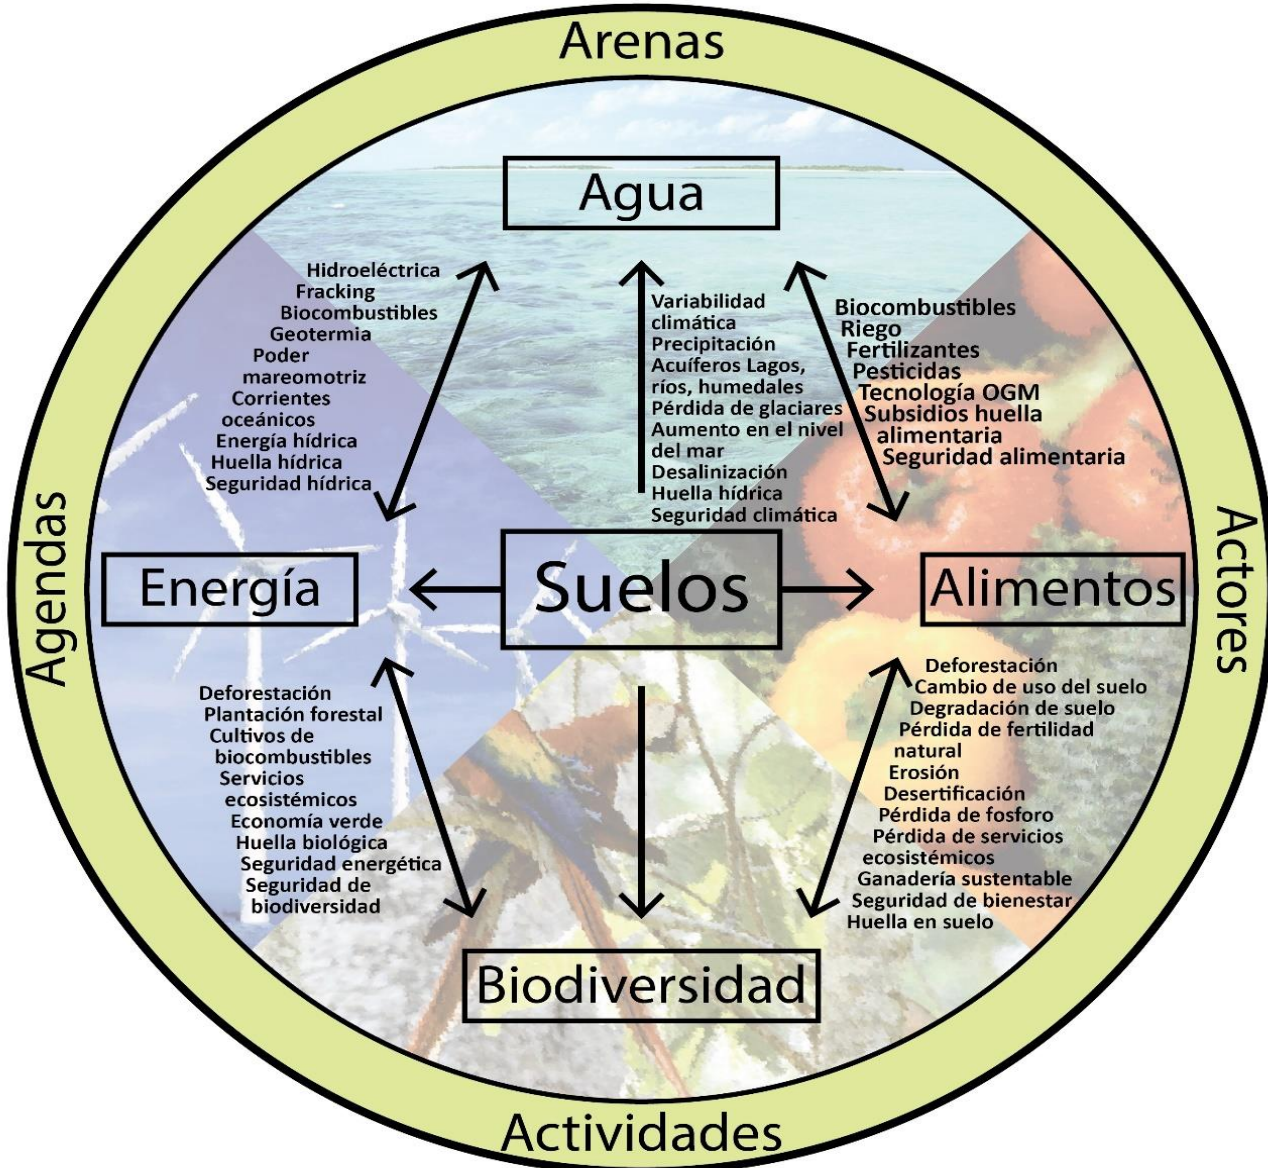 Arenas
Agua
Hidroeléctrica
Fracking
Biocombustibles
Geotermia
Poder
mareomotriz
Corrientes
oceánicos
Energía hídrica
Huella hídrica
Seguridad hídrica
Variabilidad
climática
Precipitación
Acuíferos Lagos,
ríos, humedales
Pérdida de glaciares
Aumento en el nivel
del mar
Desalinización
Huella hídrica
Seguridad climática
Biocombustibles
Riego
Fertilizantes
Pesticidas
Tecnología OGM
Subsidios huella
alimentaria
Seguridad alimentaria
Agendas
Energía
Suelos
Alimentos
Actores
Deforestación
Plantación forestal
Cultivos de
biocombustibles
Servicios
ecosistémicos
Economía verde
Huella biológica
Seguridad energética
Seguridad de
biodiversidad
Deforestación
Cambio de uso del suelo
Degradación de suelo
Pérdida de fertilidad
natural
Erosión
Desertificación
Pérdida de fosforo
Pérdida de servicios
ecosistémicos
Ganadería sustentable
Seguridad de bienestar
Huella en suelo
Biodiversidad
Actividades